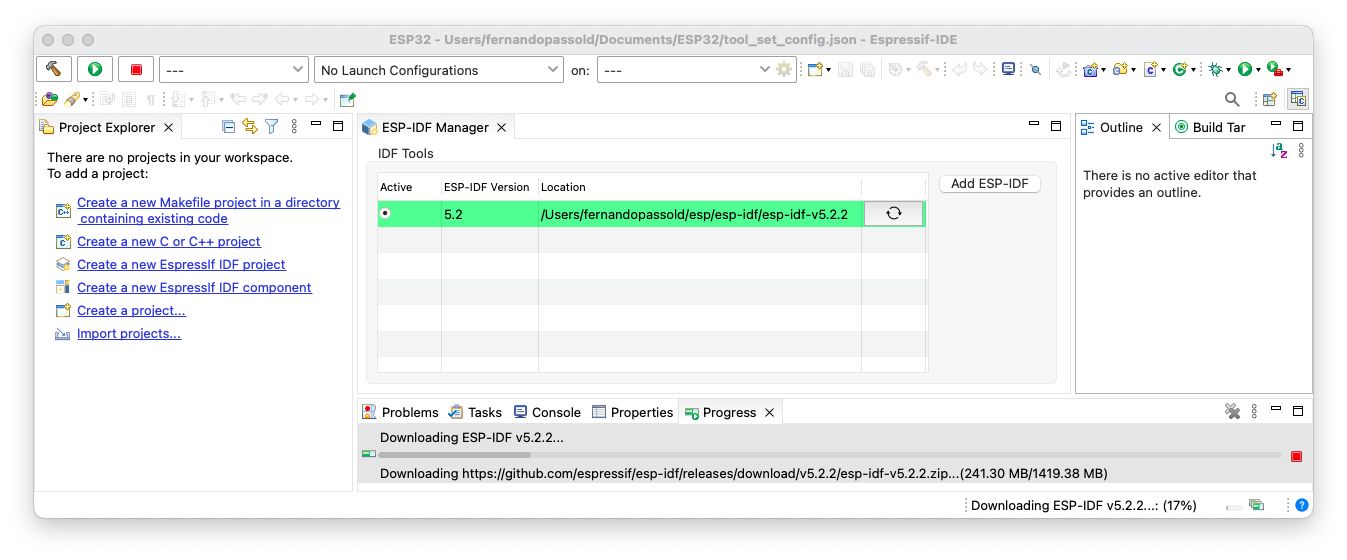 ESP32 - Users/fernandopassold/Documents/ESP32/tool_set_config.json - Espressif-IDE
---
No Launch Configurations
on:
---
Project Explorer
There are no projects in your workspace.
To add a project:
Create a new Makefile project in a directory
containing existing code
Create a new C or C++ project
Create a new EspressIf IDF project
Create a new EspressIf IDF component
Create a project...
Import projects...
ESP-IDF Manager
IDF Tools
Active ESP-IDF Version Location
5.2 /Users/fernandopassold/esp/esp-idf/esp-idf-v5.2.2
Add ESP-IDF
Outline
Build Tar
There is no active editor that
provides an outline.
Problems Tasks Console Properties Progress
Downloading ESP-IDF v5.2.2...
Downloading https://github.com/espressif/esp-idf/releases/download/v5.2.2/esp-idf-v5.2.2.zip...(241.30 MB/1419.38 MB)
Downloading ESP-IDF v5.2.2...: (17%)